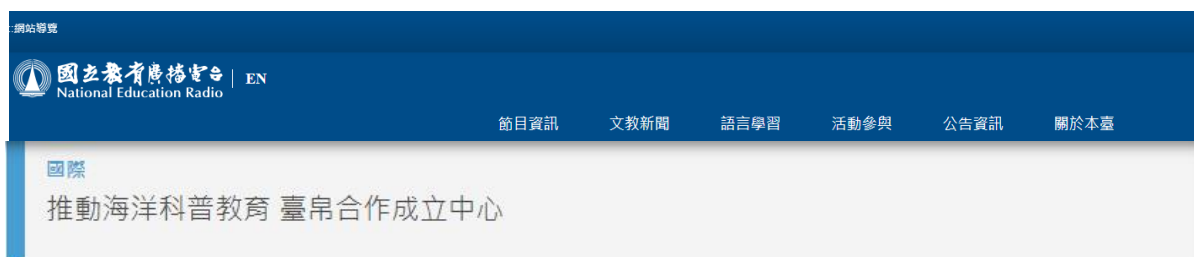 :::網站導覽
國立教育廣播電台 | EN
National Education Radio
節目資訊 文教新聞 語言學習 活動參與 公告資訊 關於本臺
國際
推動海洋科普教育 臺帛合作成立中心